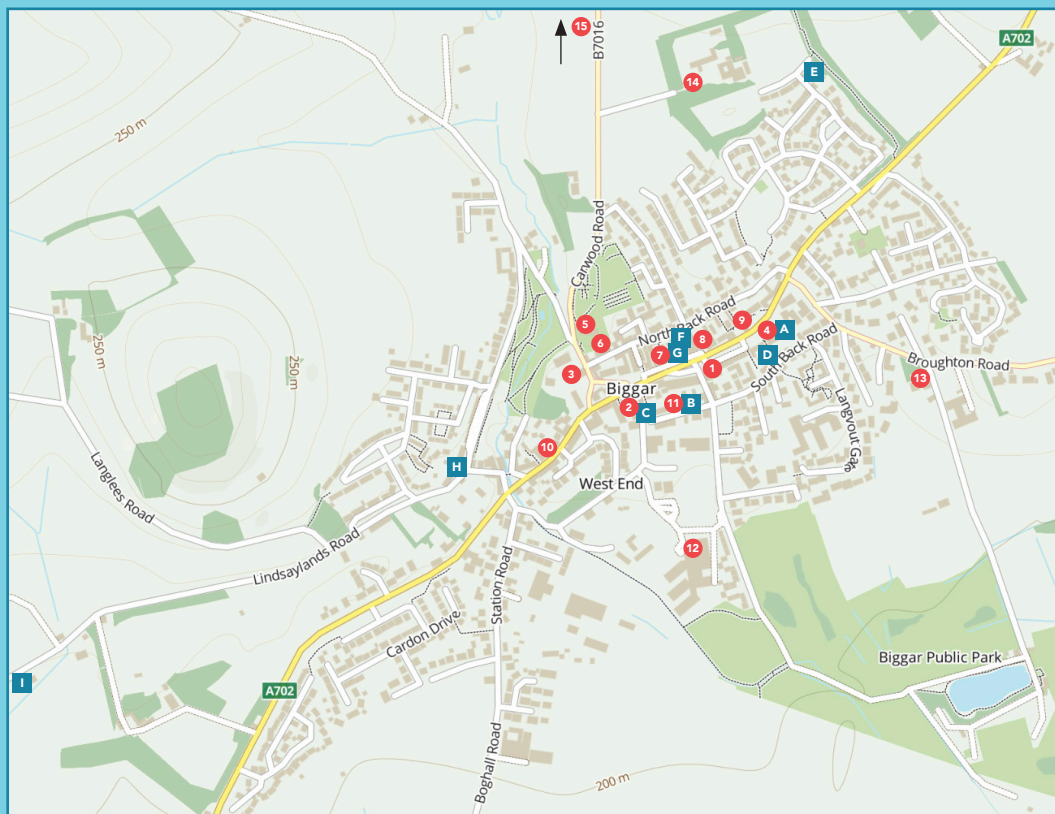 15
B7016
A702
E
14
250 m
Carwood Road
5
6
North Back Road
9
4
A
F
8
7
G
D
South Back Road
250 m
250 m
3
1
Broughton Road
13
Biggar
2
C
11
B
Langvout Gate
10
H
West End
Langlees Road
12
Lindsaylands Road
Station Road
Cardon Drive
Biggar Public Park
I
A702
Boghall Road
200 m